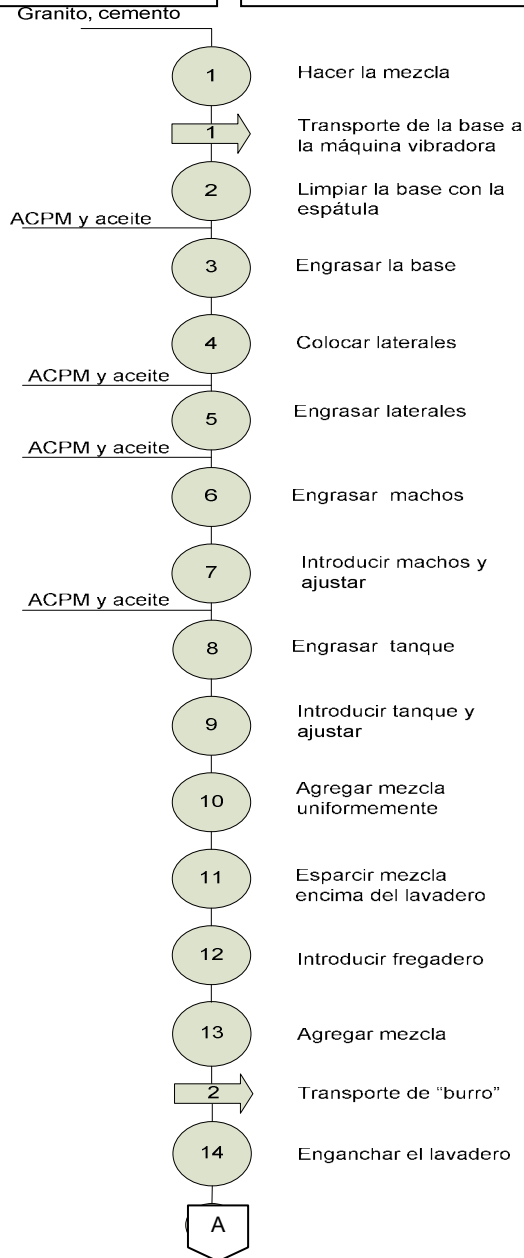 Granito, cemento
1
Hacer la mezcla
1
Transporte de la base a
la máquina vibradora
2
Limpiar la base con la
espátula
ACPM y aceite
3
Engrasar la base
4
Colocar laterales
ACPM y aceite
5
Engrasar laterales
ACPM y aceite
6
Engrasar machos
7
Introducir machos y
ajustar
ACPM y aceite
8
Engrasar tanque
9
Introducir tanque y
ajustar
10
Agregar mezcla
uniformemente
11
Esparcir mezcla
encima del lavadero
12
Introducir fregadero
13
Agregar mezcla
2
Transporte de “burro”
14
Enganchar el lavadero
A